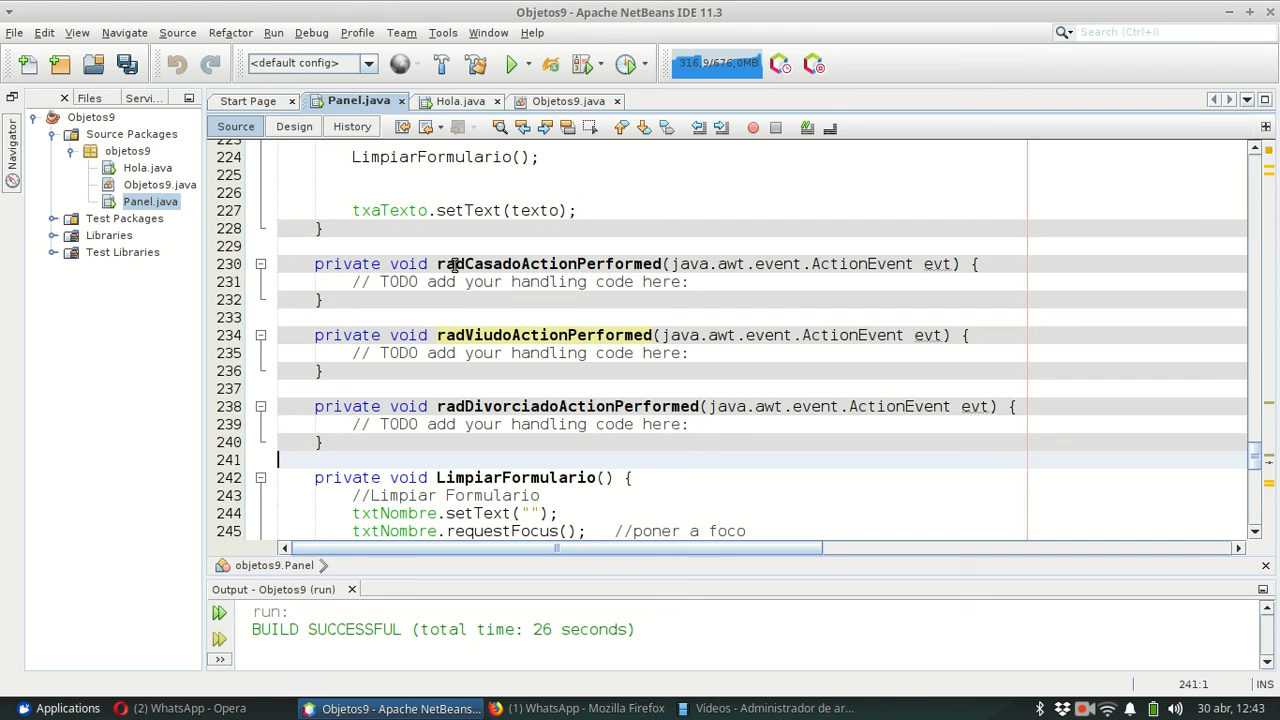 Objetos9 - Apache NetBeans IDE 11.3
File Edit View Navigate Source Refactor Run Debug Profile Team Tools Window Help
Search (Ctrl+I)
<default config>
316,9/676,0MB
Files Servi...
Start Page Panel.java Hola.java Objetos9.java
Navigator
Objetos9
Source Packages
objetos9
Hola.java
Objetos9.java
Panel.java
Test Packages
Libraries
Test Libraries
Source Design History
223
224 LimpiarFormulario();
225
226
227 txaTexto.setText(texto);
228 }
229
230 private void radCasadoActionPerformed(java.awt.event.ActionEvent evt) {
231 // TODO add your handling code here:
232 }
233
234 private void radViudoActionPerformed(java.awt.event.ActionEvent evt) {
235 // TODO add your handling code here:
236 }
237
238 private void radDivorciadoActionPerformed(java.awt.event.ActionEvent evt) {
239 // TODO add your handling code here:
240 }
241
242 private void LimpiarFormulario() {
243 //Limpiar Formulario
244 txtNombre.setText("");
245 txtNombre.requestFocus(); //poner a foco
objetos9.Panel
Output - Objetos9 (run)
run:
BUILD SUCCESSFUL (total time: 26 seconds)
241:1 INS
Applications (2) WhatsApp - Opera Objetos9 - Apache NetBeans... (1) WhatsApp - Mozilla Firefox Vídeos - Administrador de ar... 30 abr, 12:43